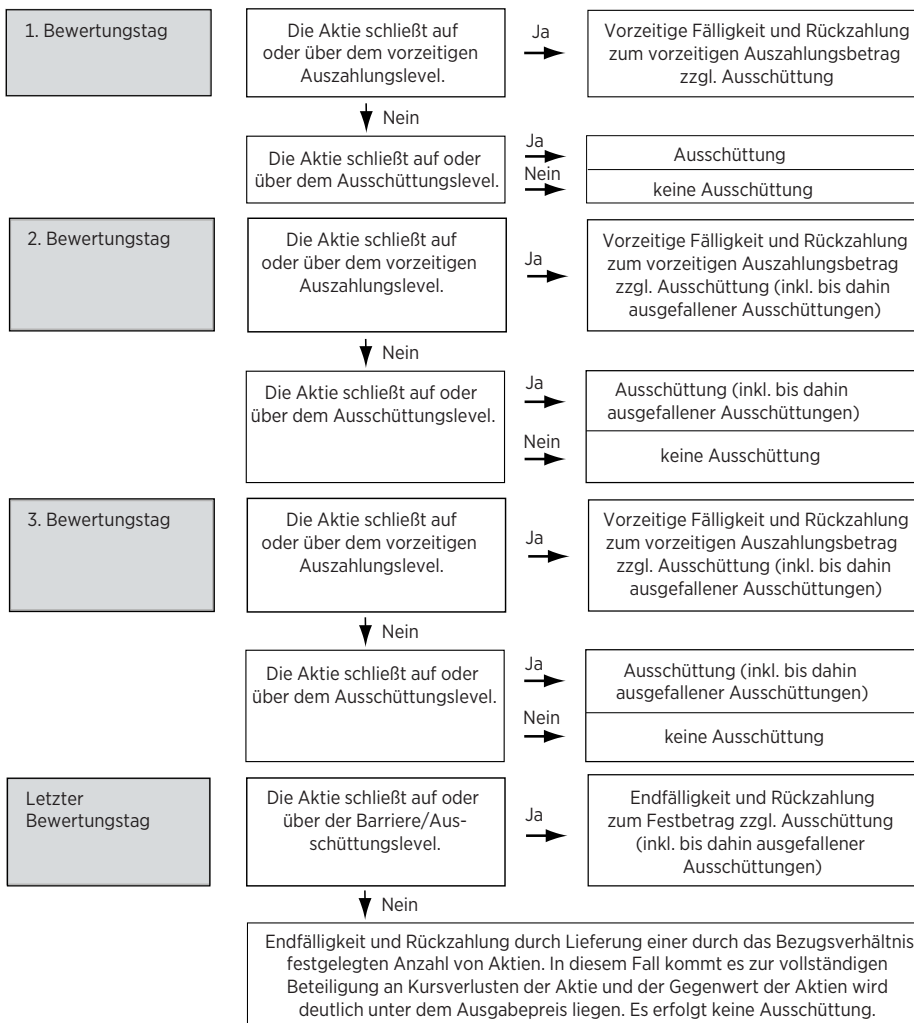 1. Bewertungstag
Die Aktie schließt auf
oder über dem vorzeitigen
Auszahlungslevel.
Ja
Vorzeitige Fälligkeit und Rückzahlung
zum vorzeitigen Auszahlungsbetrag
zzgl. Ausschüttung
Nein
Die Aktie schließt auf oder
über dem Ausschüttungslevel.
Ja
Ausschüttung
Nein
keine Ausschüttung
2. Bewertungstag
Die Aktie schließt auf
oder über dem vorzeitigen
Auszahlungslevel.
Ja
Vorzeitige Fälligkeit und Rückzahlung
zum vorzeitigen Auszahlungsbetrag
zzgl. Ausschüttung (inkl. bis dahin
ausgefallener Ausschüttungen)
Nein
Die Aktie schließt auf oder
über dem Ausschüttungslevel.
Ja
Ausschüttung (inkl. bis dahin
ausgefallener Ausschüttungen)
Nein
keine Ausschüttung
3. Bewertungstag
Die Aktie schließt auf
oder über dem vorzeitigen
Auszahlungslevel.
Ja
Vorzeitige Fälligkeit und Rückzahlung
zum vorzeitigen Auszahlungsbetrag
zzgl. Ausschüttung (inkl. bis dahin
ausgefallener Ausschüttungen)
Nein
Die Aktie schließt auf oder
über dem Ausschüttungslevel.
Ja
Ausschüttung (inkl. bis dahin
ausgefallener Ausschüttungen)
Nein
keine Ausschüttung
Letzter
Bewertungstag
Die Aktie schließt auf oder
über der Barriere/Aus-
schüttungslevel.
Ja
Endfälligkeit und Rückzahlung
zum Festbetrag zzgl. Ausschüttung
(inkl. bis dahin ausgefallener
Ausschüttungen)
Nein
Endfälligkeit und Rückzahlung durch Lieferung einer durch das Bezugsverhältnis
festgelegten Anzahl von Aktien. In diesem Fall kommt es zur vollständigen
Beteiligung an Kursverlusten der Aktie und der Gegenwert der Aktien wird
deutlich unter dem Ausgabepreis liegen. Es erfolgt keine Ausschüttung.